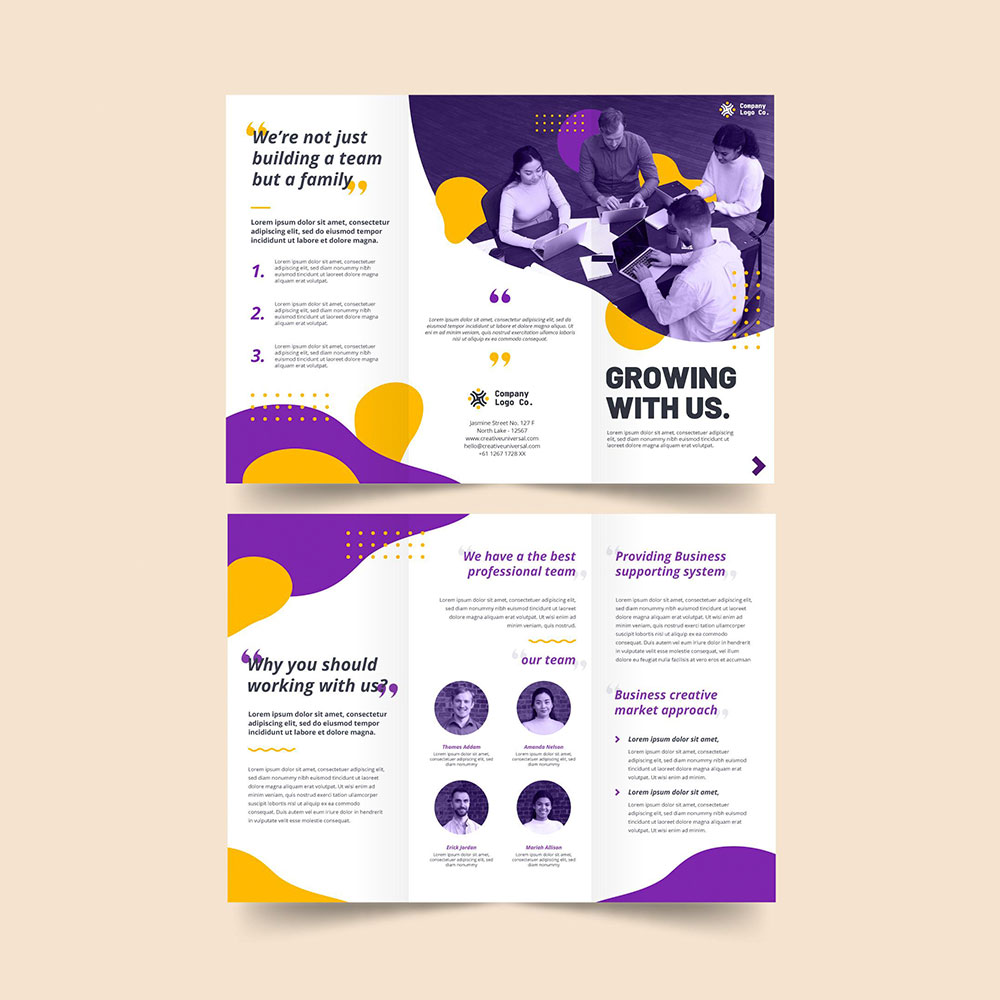 We're not just
building a team
but a family
Lorem ipsum dolor sit amet, consectetur
adipiscing elit, sed do eiusmod tempor
incididunt ut labore et dolore magna.
1.
Lorem ipsum dolor sit amet, consectetuer
adipiscing elit, sed diam nonummy nibh
euismod tincidunt ut laoreet dolore magna
aliquam erat volutpat.
2.
Lorem ipsum dolor sit amet, consectetuer
adipiscing elit, sed diam nonummy nibh
euismod tincidunt ut laoreet dolore magna
aliquam erat volutpat.
3.
Lorem ipsum dolor sit amet, consectetuer
adipiscing elit, sed diam nonummy nibh
euismod tincidunt ut laoreet dolore magna
aliquam erat volutpat.
“
Lorem ipsum dolor sit amet, consectetuer adipiscing elit, sed do
eiusmod tempor incididunt ut labore et dolore magna aliqua. Ut
enim ad minim veniam, quis nostrud exercitation ullamco laboris
nisi ut aliquip ex ea commodo consequat.
”
Company
Logo Co.
Jasmine Street No, 127 F
North Lake - 12567
www.creativeuniversal.com
hello@creativeuniversal.com
+61 1267 1728 XX
Company
Logo Co.
GROWING
WITH US.
Lorem ipsum dolor sit amet, consectetuer
adipiscing elit, sed diam nonummy nibh
euismod tincidunt ut laoreet dolore magna
aliquam erat volutpat.
Why you should
working with us?
Lorem ipsum dolor sit amet, consectetuer
adipiscing elit, sed diam nonummy nibh
euismod tincidunt ut laoreet dolore magna.
Lorem ipsum dolor sit amet, consectetuer adipiscing elit,
sed diam nonummy nibh euismod tincidunt ut laoreet
dolore magna aliquam erat volutpat. Ut wisi enim ad
minim veniam, quis nostrud exerci tation ullamcorper
suscipit lobortis nisl ut aliquip ex ea commodo
consequat. Duis autem vel eum iriure dolor in hendrerit
in vulputate velit esse molestie consequat.
We have a the best
professional team
Lorem ipsum dolor sit amet, consectetuer adipiscing elit,
sed diam nonummy nibh euismod tincidunt ut laoreet
dolore magna aliquam erat volutpat. Ut wisi enim ad
minim veniam, quis nostrud.
our team
Thomas Addam
Lorem ipsum dolor sit amet,
consectetuer adipiscing elit, sed diam
nonummy
Amanda Nelson
Lorem ipsum dolor sit amet,
consectetuer adipiscing elit, sed diam
nonummy
Erick Jordan
Lorem ipsum dolor sit amet,
consectetuer adipiscing elit, sed diam
nonummy
Mariah Allison
Lorem ipsum dolor sit amet,
consectetuer adipiscing elit, sed diam
nonummy
Providing Business
supporting system
Lorem ipsum dolor sit amet, consectetuer adipiscing elit,
sed diam nonummy nibh euismod tincidunt ut laoreet
dolore magna aliquam erat volutpat. Ut wisi enim ad
minim veniam, quis nostrud exerci tation ullamcorper
suscipit lobortis nisl ut aliquip ex ea commodo
consequat. Duis autem vel eum iriure dolor in hendrerit
in vulputate velit esse molestie consequat, vel illum
dolore eu feugiat nulla facilisis at vero eros et accumsan
Business creative
market approach
Lorem ipsum dolor sit amet,
Lorem ipsum dolor sit amet, consectetuer
adipiscing elit, sed diam nonummy nibh euismod
tincidunt ut wisi enim ad minim.
Lorem ipsum dolor sit amet,
Lorem ipsum dolor sit amet, consectetuer
adipiscing elit, sed diam nonummy nibh euismod
tincidunt ut wisi enim ad minim.